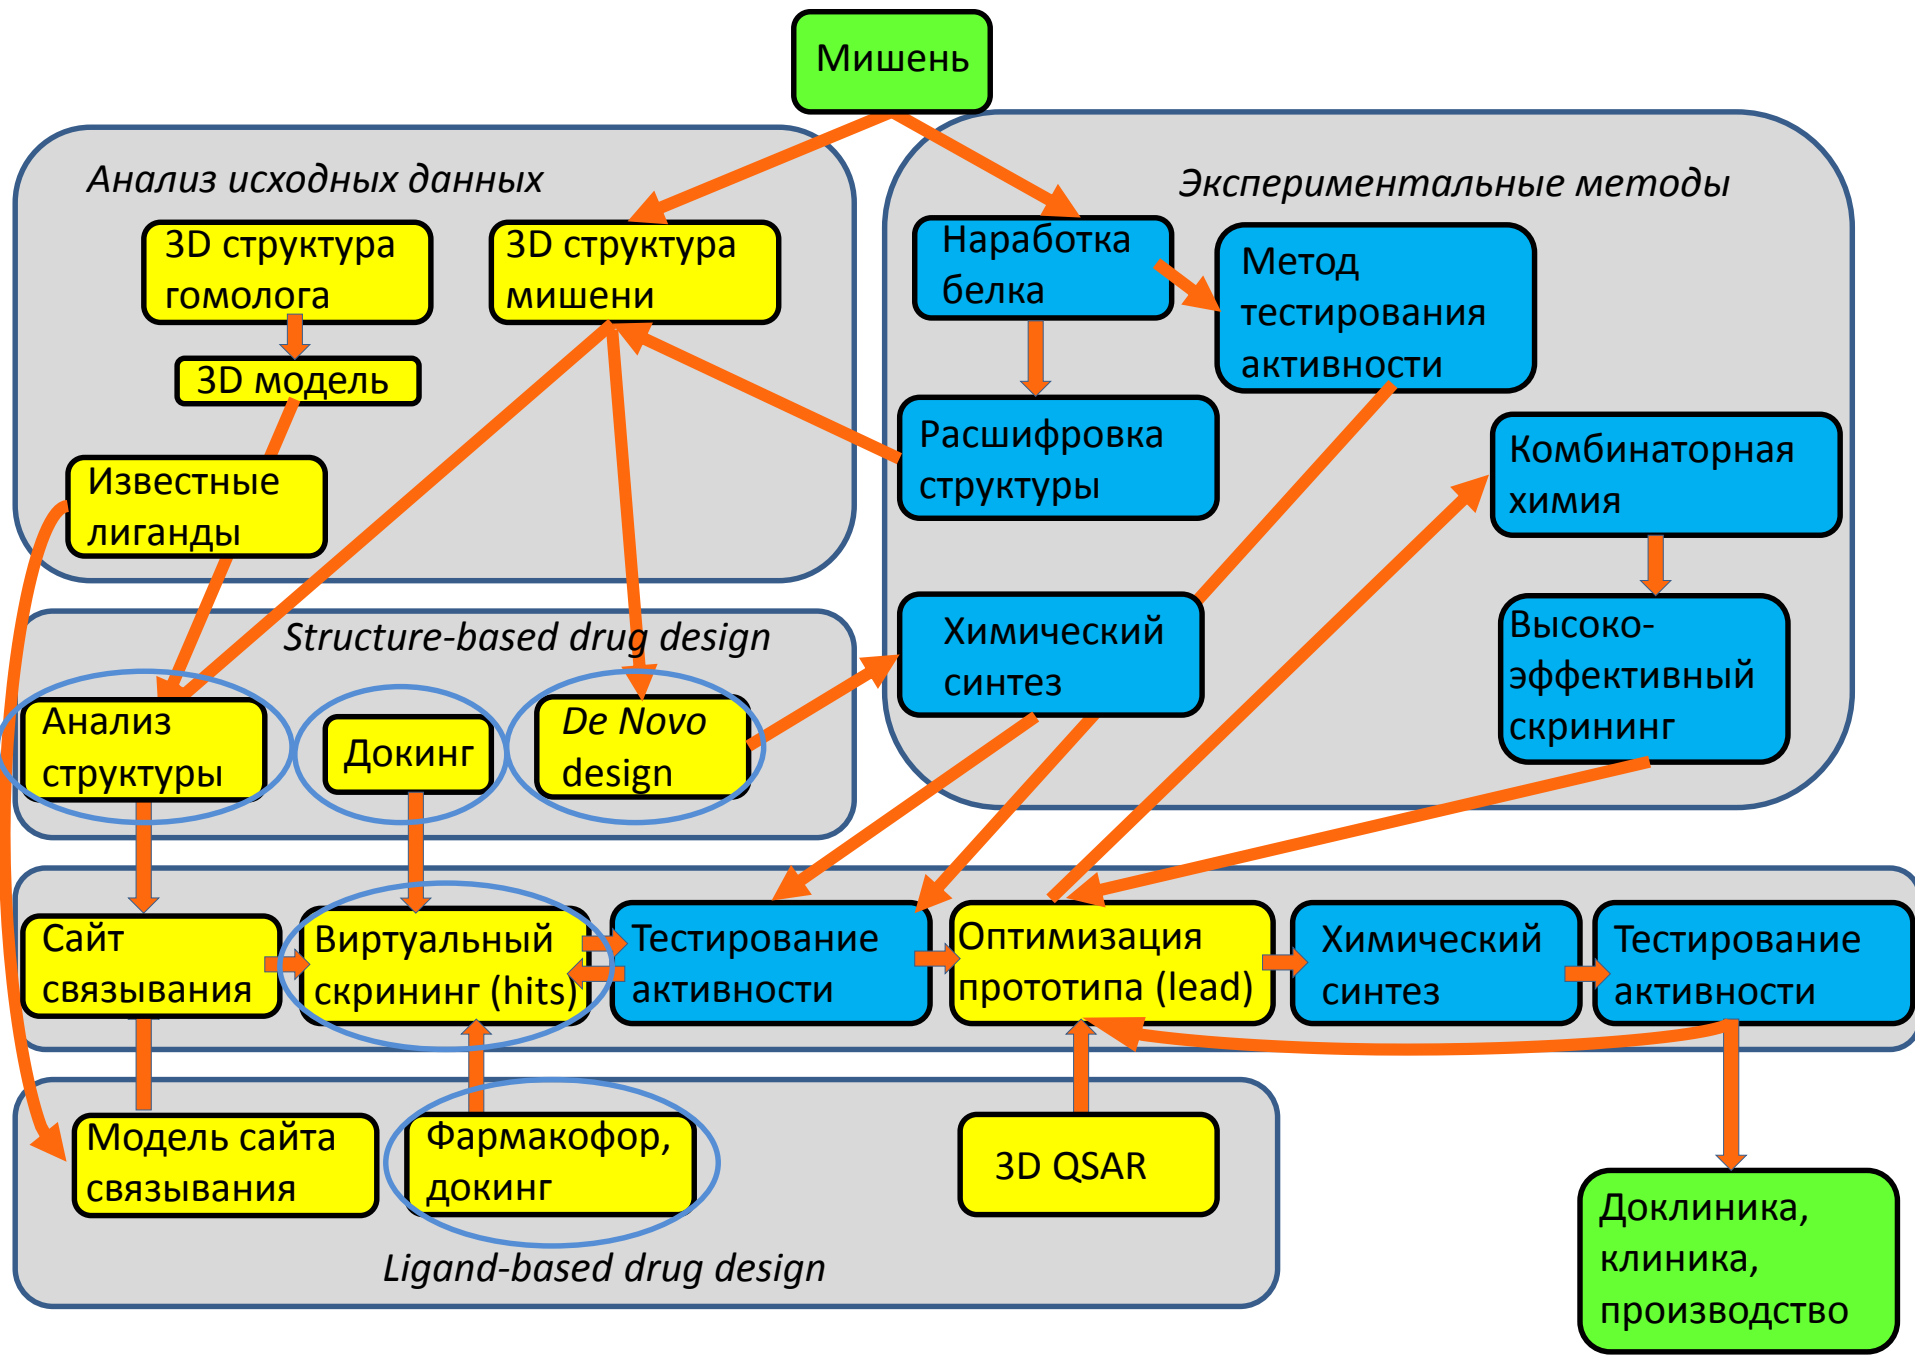 Мишень
Анализ исходных данных
3D структура
гомолога
3D структура
мишени
3D модель
Известные
лиганды
Экспериментальные методы
Наработка
белка
Метод
тестирования
активности
Расшифровка
структуры
Комбинаторная
химия
Химический
синтез
Высоко-
эффективный
скрининг
Structure-based drug design
Анализ
структуры
Докинг
De Novo
design
Сайт
связывания
Виртуальный
скрининг (hits)
Тестирование
активности
Оптимизация
прототипа (lead)
Химический
синтез
Тестирование
активности
Модель сайта
связывания
Фармакофор,
докинг
3D QSAR
Ligand-based drug design
Доклиника,
клиника,
производство